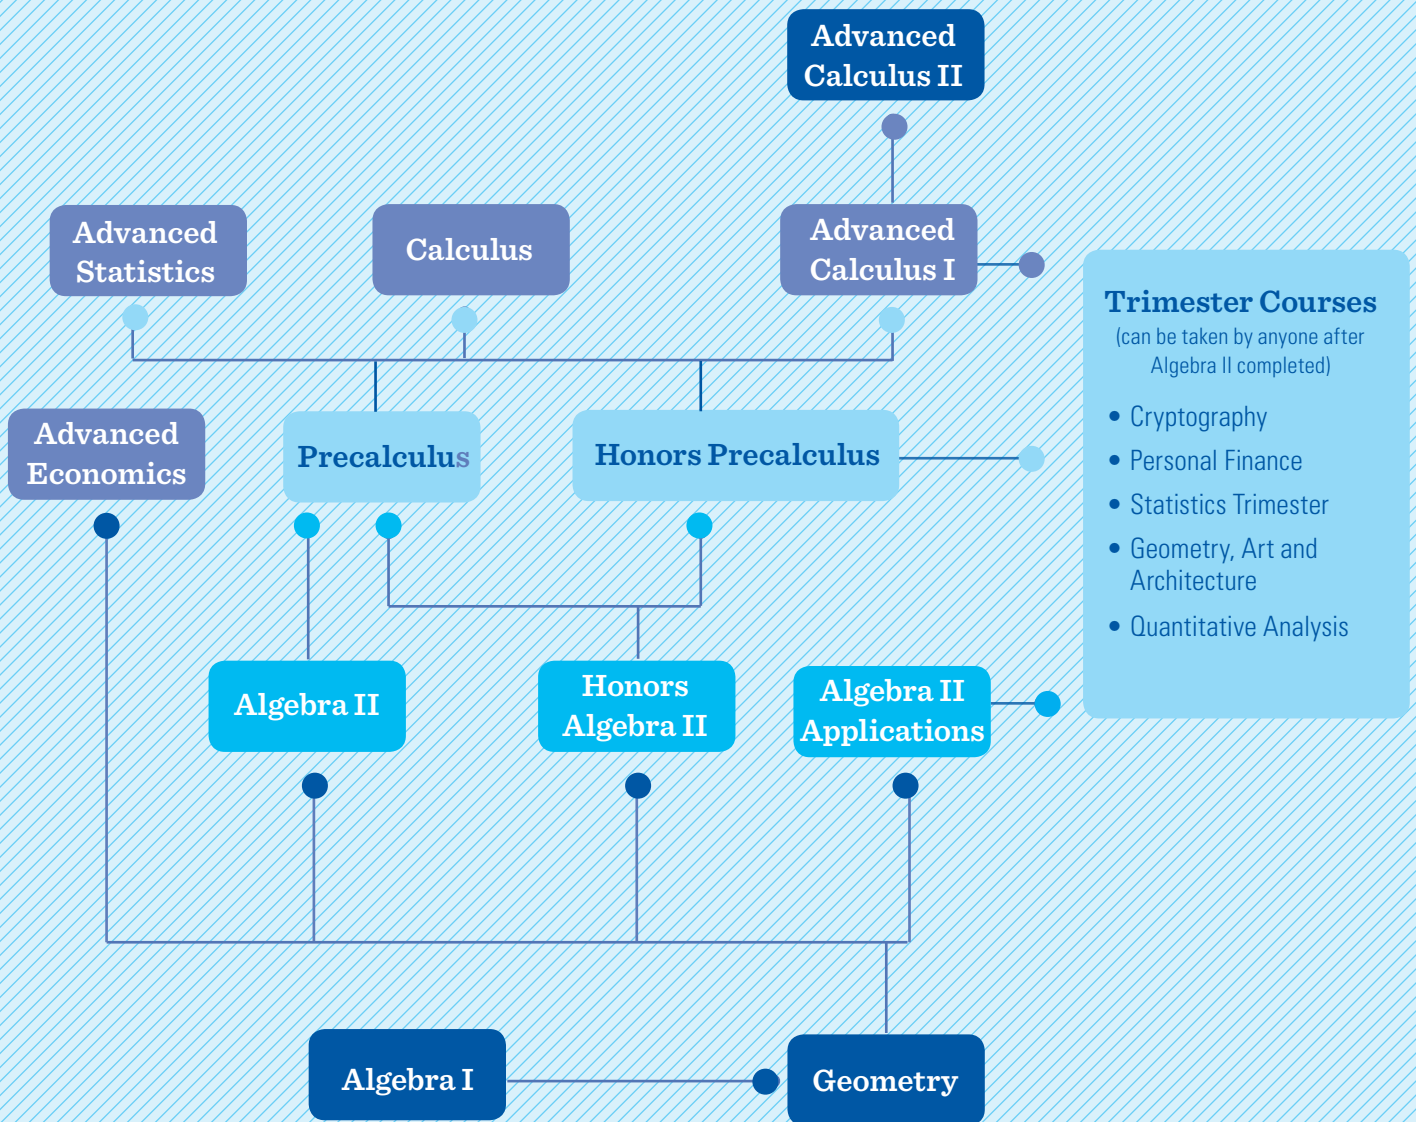 Advanced
Calculus II
Advanced
Statistics
Calculus
Advanced
Calculus I
Trimester Courses
(can be taken by anyone after
Algebra II completed)
• Cryptography
• Personal Finance
• Statistics Trimester
• Geometry, Art and
Architecture
• Quantitative Analysis
Advanced
Economics
Precalculus
Honors Precalculus
Algebra II
Honors
Algebra II
Algebra II
Applications
Algebra I
Geometry